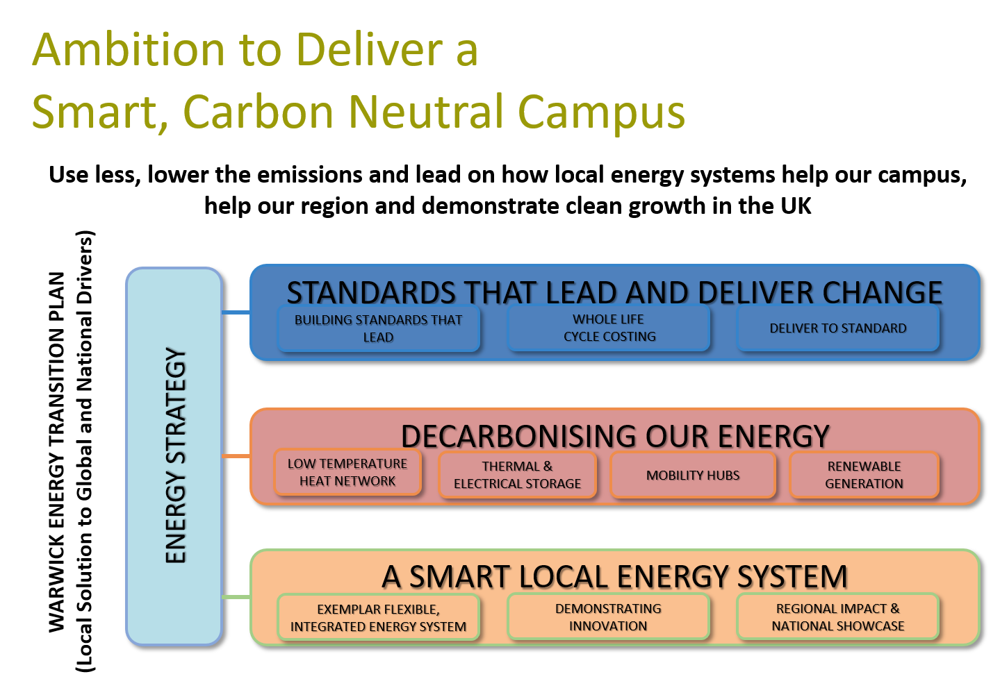 Ambition to Deliver a
Smart, Carbon Neutral Campus
Use less, lower the emissions and lead on how local energy systems help our campus,
help our region and demonstrate clean growth in the UK
WARWICK ENERGY TRANSITION PLAN
(Local Solution to Global and National Drivers)
ENERGY STRATEGY
STANDARDS THAT LEAD AND DELIVER CHANGE
BUILDING STANDARDS THAT
LEAD
WHOLE LIFE
CYCLE COSTING
DELIVER TO STANDARD
DECARBONISING OUR ENERGY
LOW TEMPERATURE
HEAT NETWORK
THERMAL &
ELECTRICAL STORAGE
MOBILITY HUBS
RENEWABLE
GENERATION
A SMART LOCAL ENERGY SYSTEM
EXEMPLAR FLEXIBLE,
INTEGRATED ENERGY SYSTEM
DEMONSTRATING
INNOVATION
REGIONAL IMPACT &
NATIONAL SHOWCASE